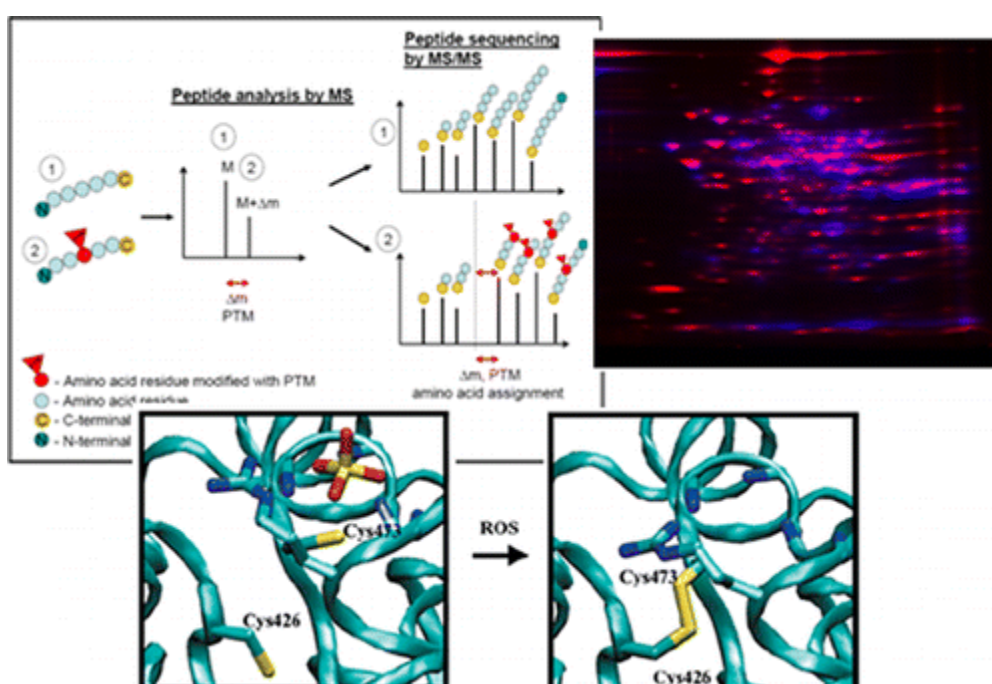 Peptide sequencing
by MS/MS
Peptide analysis by MS
1
1
2
M
M+Δm
1
N
C
2
N
C
Δm
PTM
2
Δm, PTM
amino acid assignment
- Amino acid residue modified with PTM
- Amino acid residue
C - C-terminal
N - N-terminal
Cys473
Cys426
ROS
Cys473
Cys426